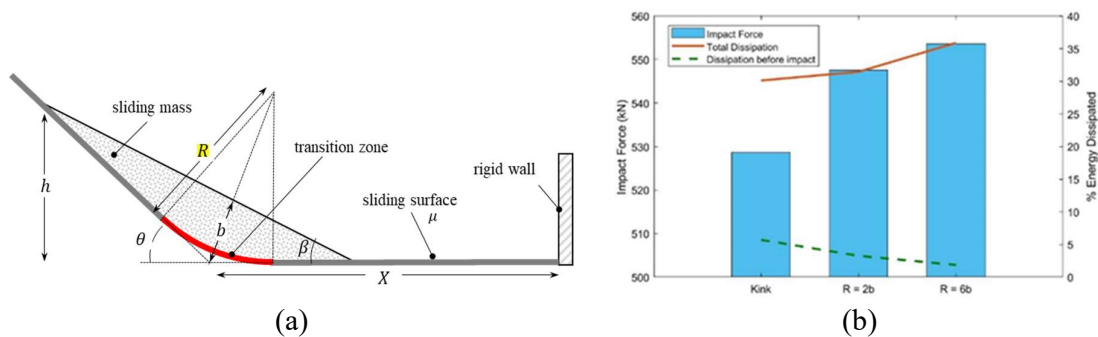 sliding mass
R
transition zone
rigid wall
h
sliding surface
μ
b
θ
β
X
(a)
560
550
540
530
520
510
500
Impact Force (kN)
Impact Force
Total Dissipation
Dissipation before impact
40
35
30
25
20
15
10
5
0
% Energy Dissipated
Kink
R = 2b
R = 6b
(b)